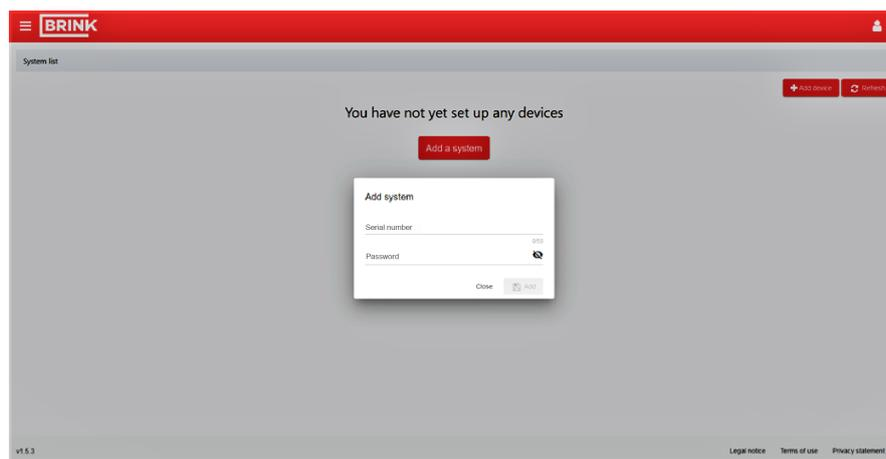 BRINK
System list
Add device
Refresh
You have not yet set up any devices
Add a system
Add system
Serial number
0/50
Password
Close
Add
v1.5.3
Legal notice
Terms of use
Privacy statement